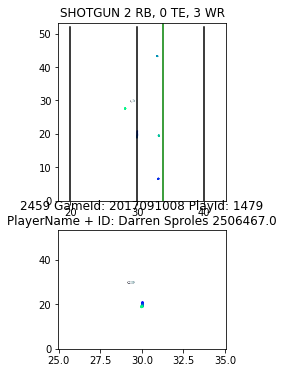 SHOTGUN 2 RB, 0 TE, 3 WR
50
40
30
20
10
0
20 30 40
2459 GameId: 2017091008 PlayId: 1479
PlayerName + ID: Darren Sproles 2506467.0
40
20
0
25.0 27.5 30.0 32.5 35.0